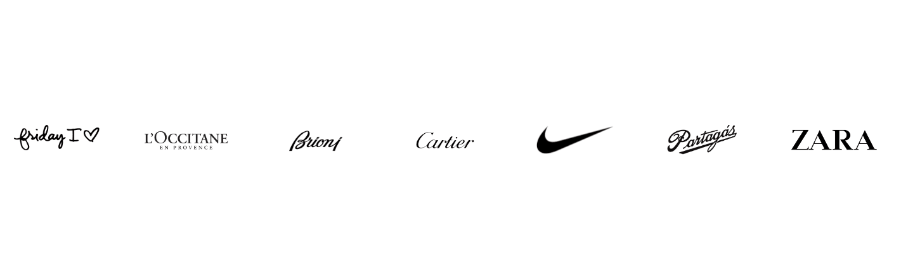 friday I ♡
L'OCCITANE
EN PROVENCE
Brioni
Cartier
Partagás
ZARA